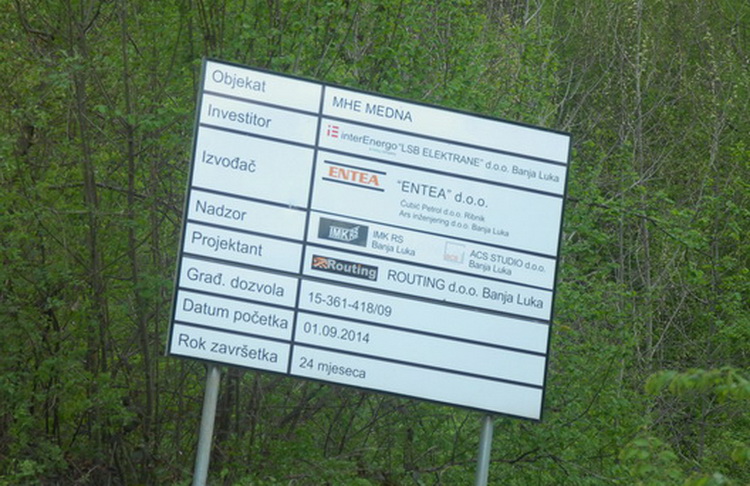 Objekat MHE MEDNA
Investitor interEnergo "LSB ELEKTRANE" d.o.o. Banja Luka
Izvođač ENTEA "ENTEA" d.o.o.
Čubić Petrol d.o.o. Ribnik
Ars inženjering d.o.o. Banja Luka
Nadzor IMK RS IMK RS ACS STUDIO d.o.o.
Banja Luka Banja Luka
Projektant Routing ROUTING d.o.o. Banja Luka
Građ. dozvola 15-361-418/09
Datum početka 01.09.2014
Rok završetka 24 mjeseca